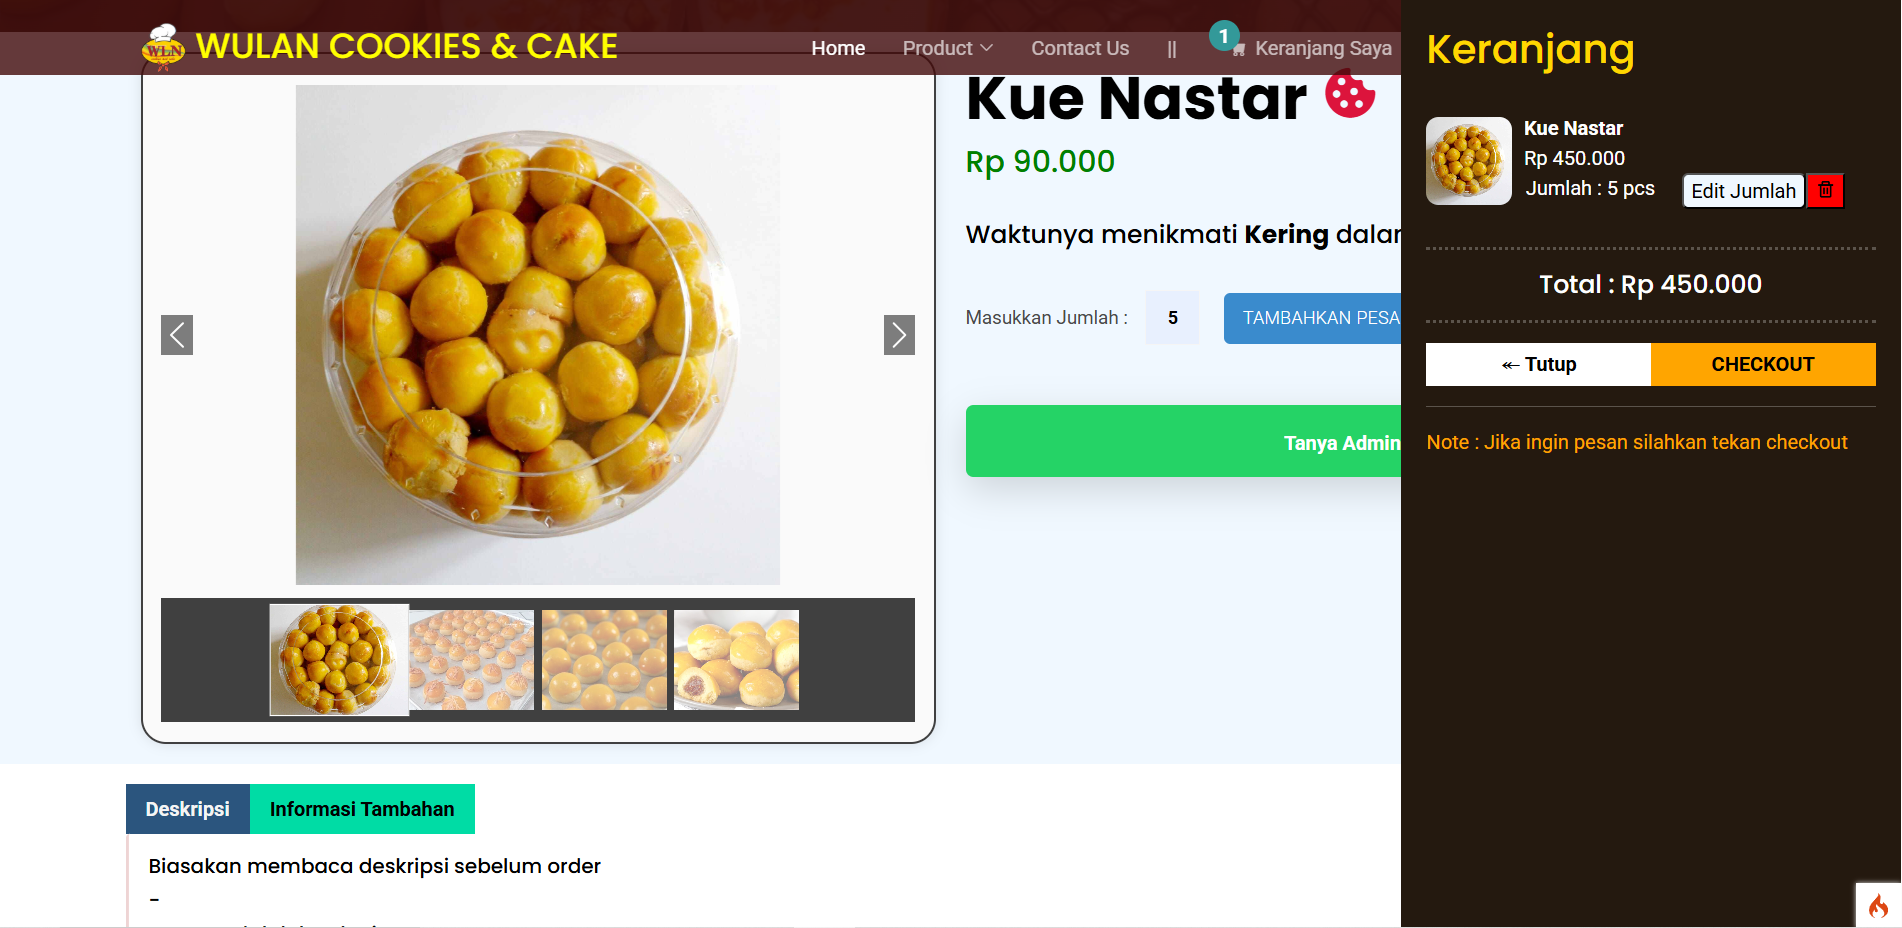 WLN
WULAN COOKIES & CAKE
Home
Product
Contact Us
||
1
Keranjang Saya
Kue Nastar
Rp 90.000
Waktunya menikmati Kering dalam
Masukkan Jumlah :
5
TAMBAHKAN PESA
Tanya Admin
Deskripsi
Informasi Tambahan
Biasakan membaca deskripsi sebelum order
-
Keranjang
Kue Nastar
Rp 450.000
Jumlah : 5 pcs
Edit Jumlah
Total : Rp 450.000
↞ Tutup
CHECKOUT
Note : Jika ingin pesan silahkan tekan checkout